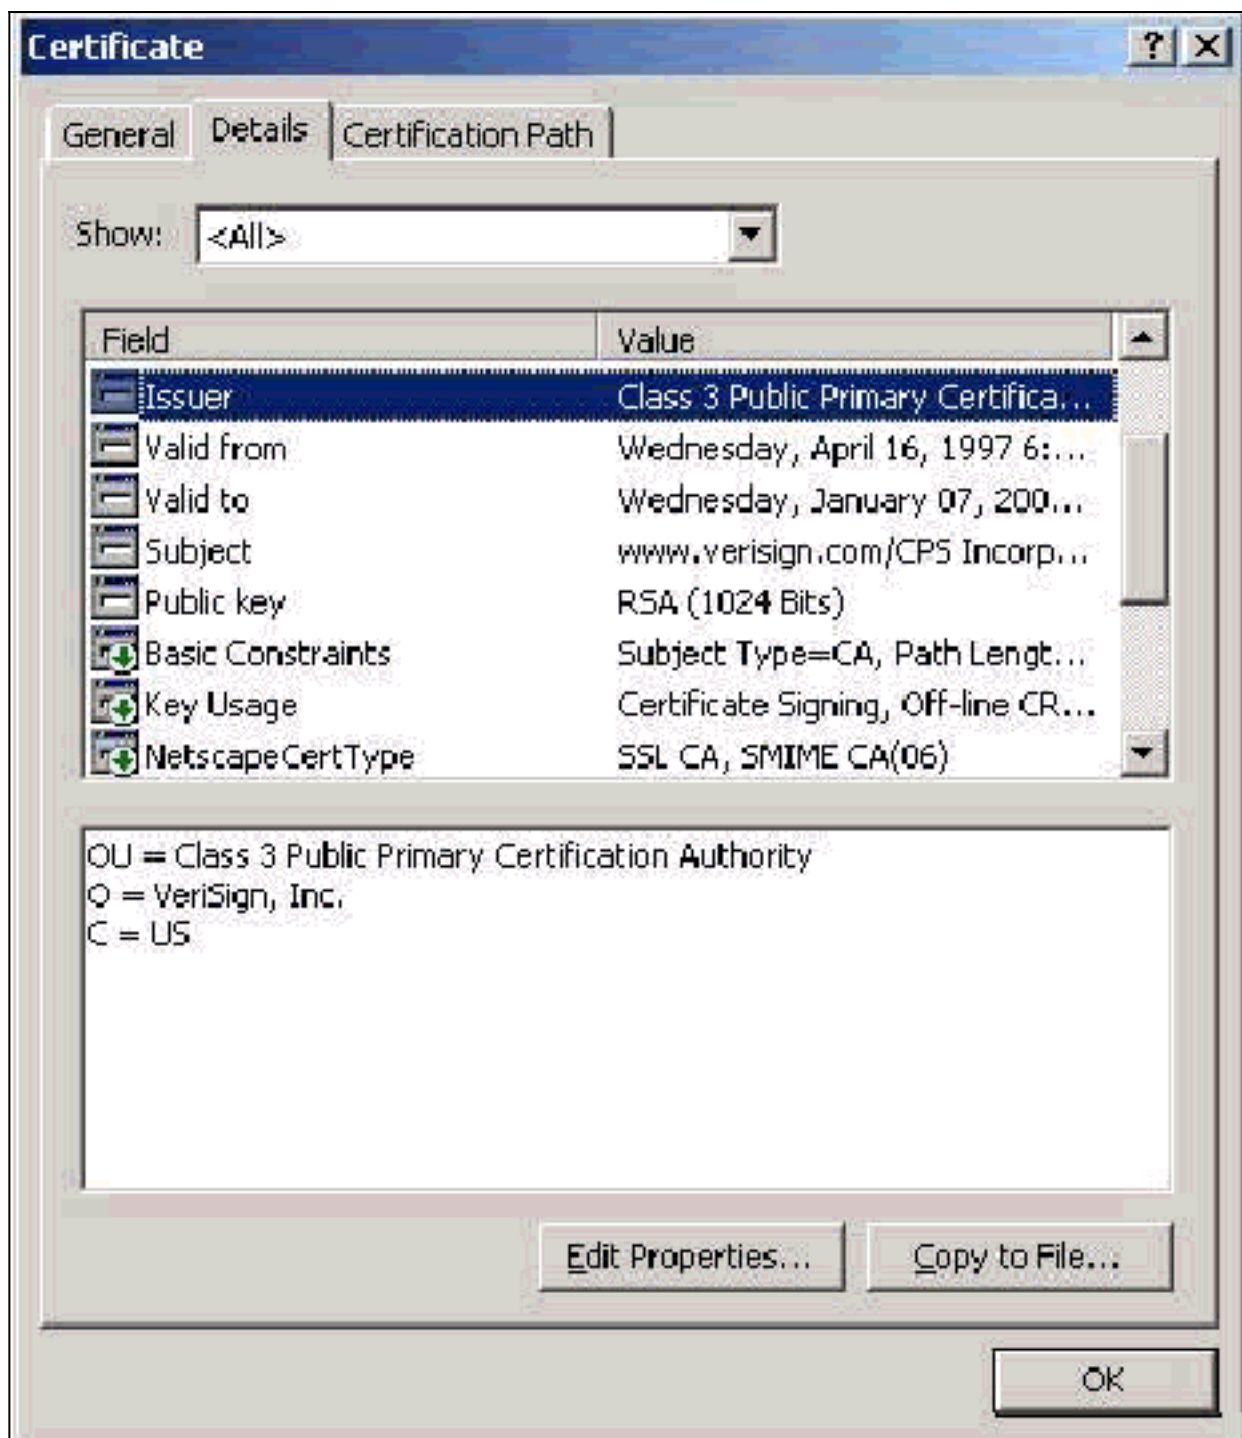 Certificate
General Details Certification Path
Show: <All>
Field Value
Issuer Class 3 Public Primary Certifica...
Valid from Wednesday, April 16, 1997 6:...
Valid to Wednesday, January 07, 200...
Subject www.verisign.com/CPS Incorp...
Public key RSA (1024 Bits)
Basic Constraints Subject Type=CA, Path Lengt...
Key Usage Certificate Signing, Off-line CR...
NetscapeCertType SSL CA, SMIME CA(06)
OU = Class 3 Public Primary Certification Authority
O = VeriSign, Inc.
C = US
Edit Properties... Copy to File...
OK